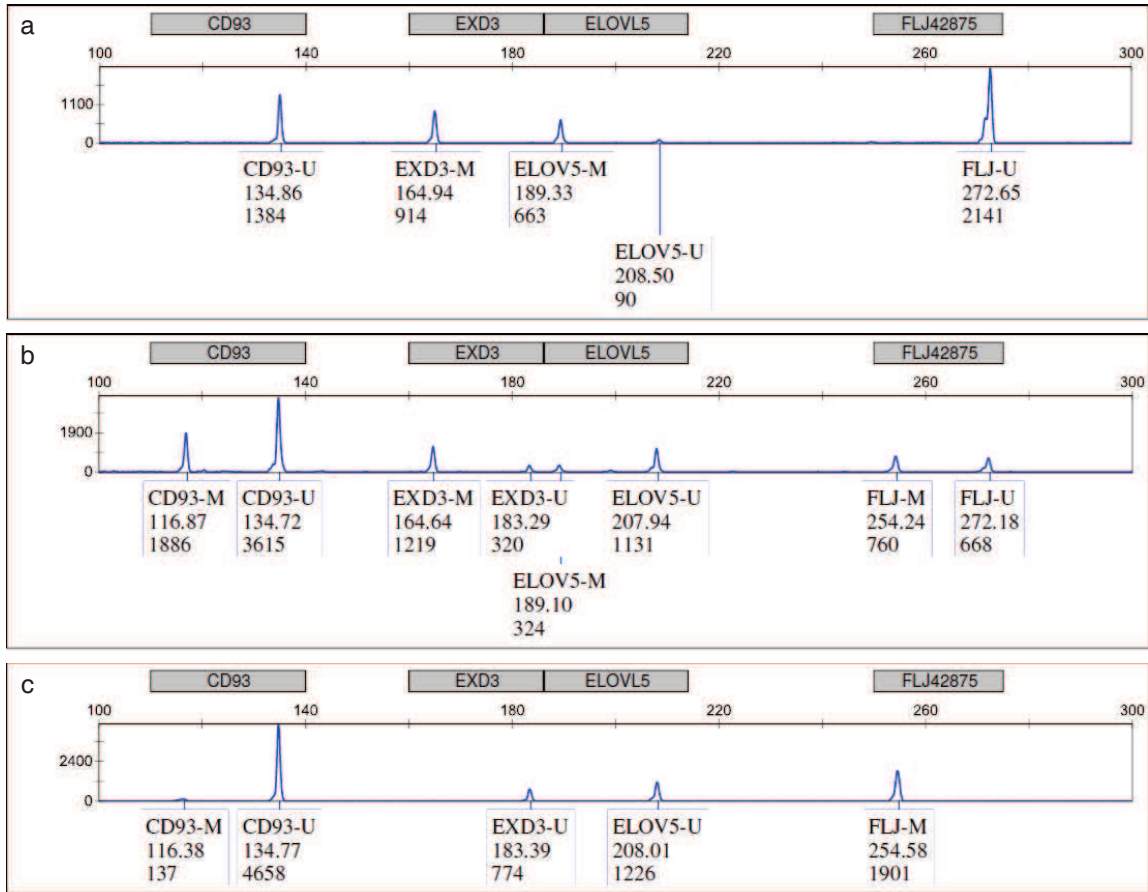 a
CD93 EXD3 ELOVL5 FLJ42875
100 140 180 220 260 300
1100
0
CD93-U EXD3-M ELOV5-M FLJ-U
134.86 164.94 189.33 272.65
1384 914 663 2141
ELOV5-U
208.50
90
b
CD93 EXD3 ELOVL5 FLJ42875
100 140 180 220 260 300
1900
0
CD93-M CD93-U EXD3-M EXD3-U ELOV5-U FLJ-M FLJ-U
116.87 134.72 164.64 183.29 207.94 254.24 272.18
1886 3615 1219 320 1131 760 668
ELOV5-M
189.10
324
c
CD93 EXD3 ELOVL5 FLJ42875
100 140 180 220 260 300
2400
0
CD93-M CD93-U EXD3-U ELOV5-U FLJ-M
116.38 134.77 183.39 208.01 254.58
137 4658 774 1226 1901